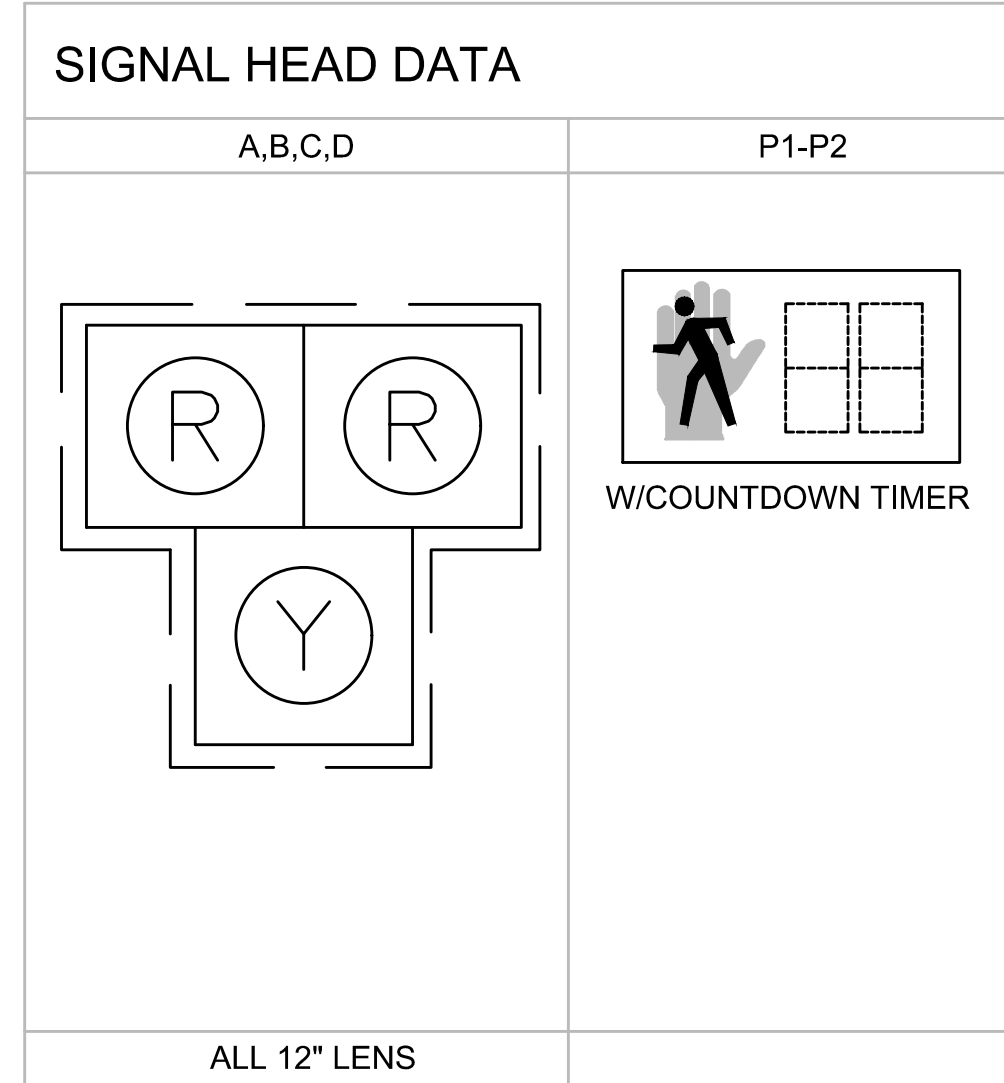 SIGNAL HEAD DATA
A,B,C,D
P1-P2
R R
Y
W/COUNTDOWN TIMER
ALL 12" LENS